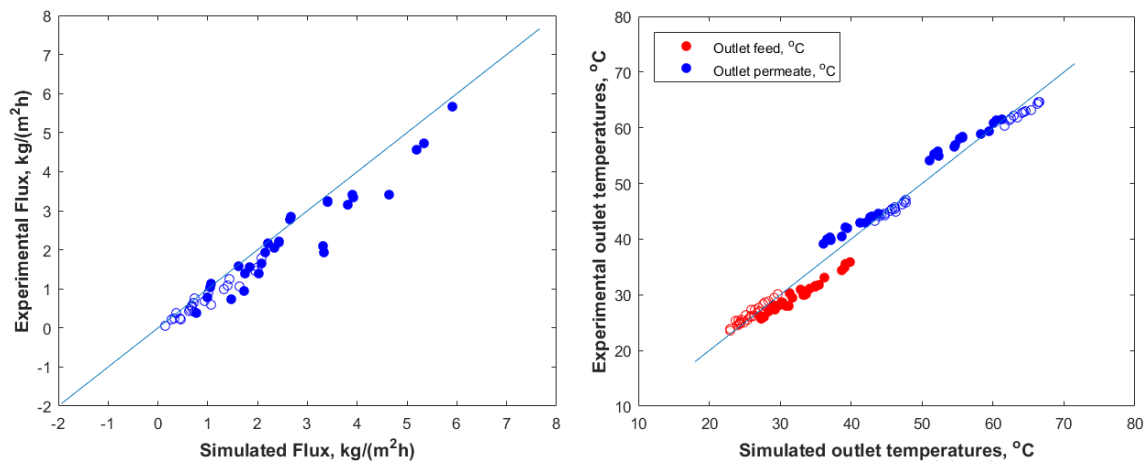 8
7
6
5
4
3
2
1
0
-1
-2
-2 -1 0 1 2 3 4 5 6 7 8
Experimental Flux, kg/(m²h)
Simulated Flux, kg/(m²h)
80
70
60
50
40
30
20
10
10 20 30 40 50 60 70 80
Experimental outlet temperatures, °C
Simulated outlet temperatures, °C
Outlet feed, °C
Outlet permeate, °C